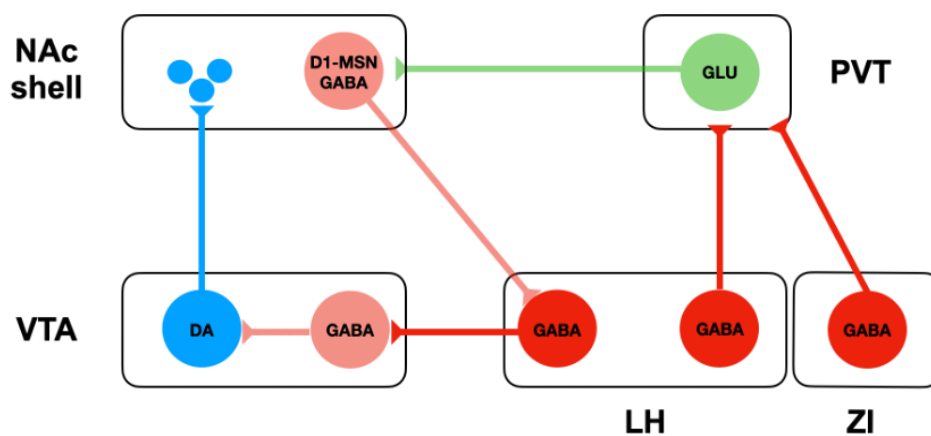 NAc
shell
D1-MSN
GABA
GLU
PVT
VTA
DA
GABA
GABA
GABA
GABA
LH
ZI